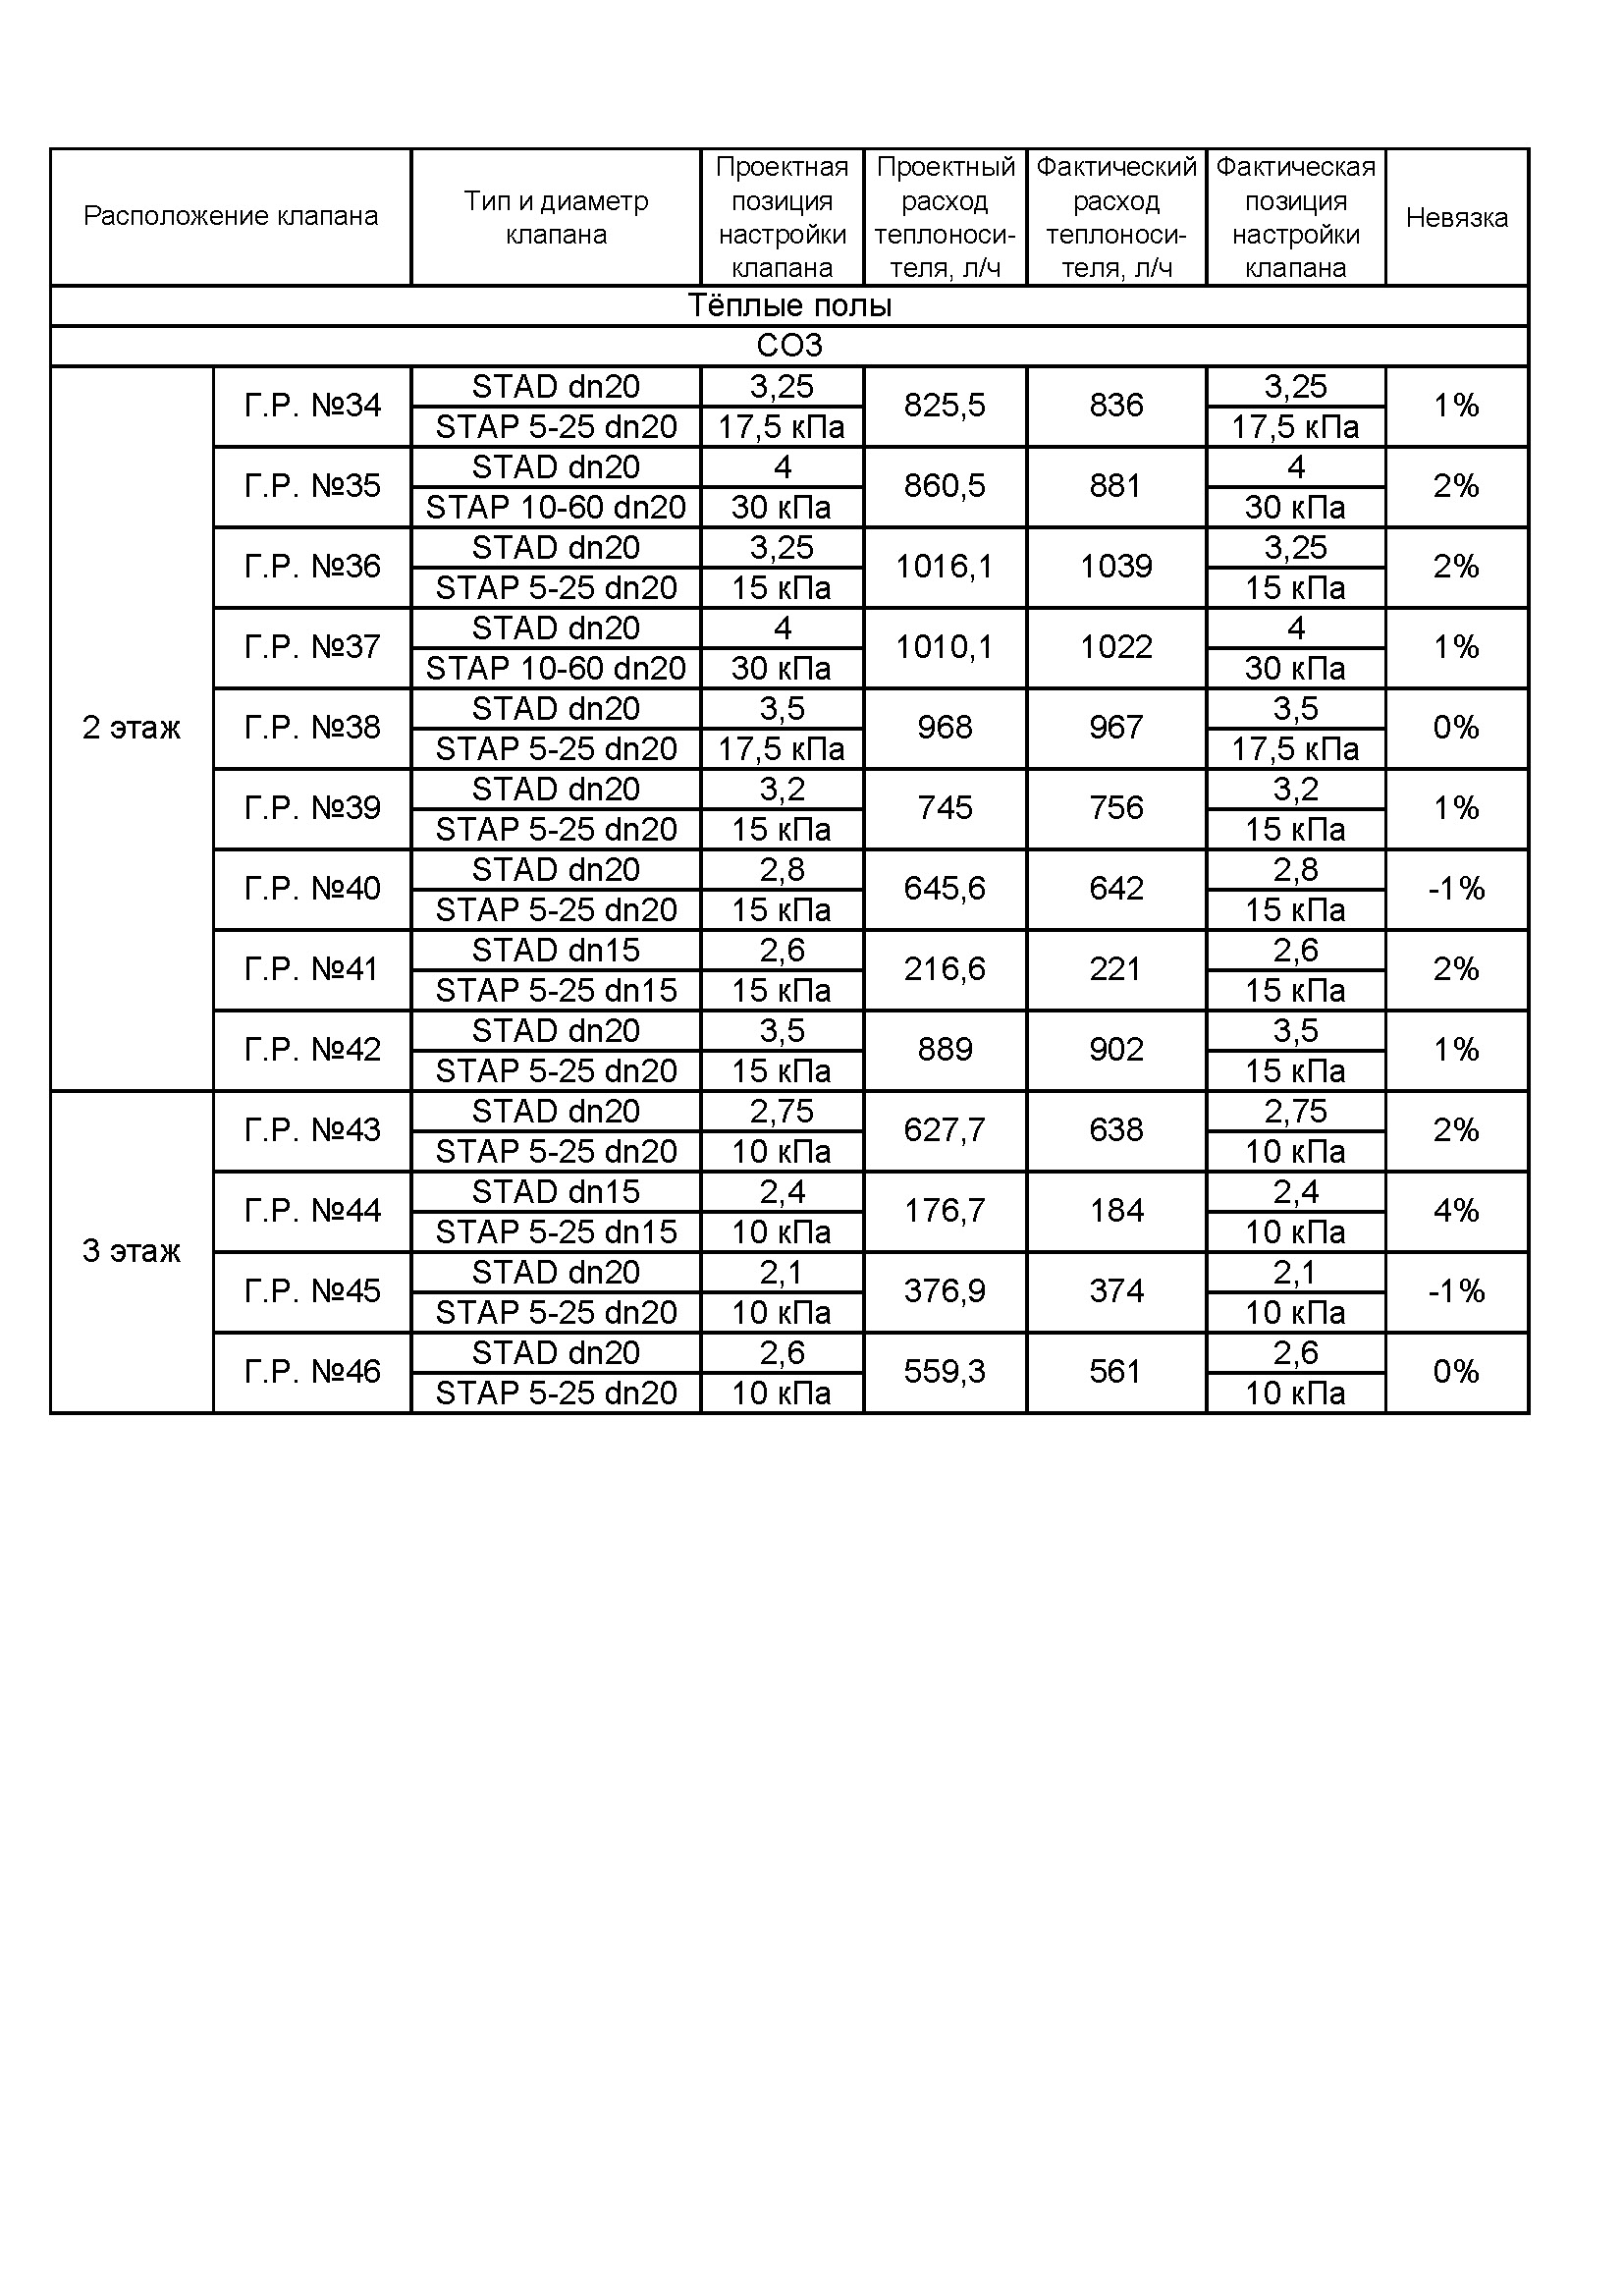 Расположение клапана
Тип и диаметр
клапана
Проектная
позиция
настройки
клапана
Проектный
расход
теплоноси-
теля, л/ч
Фактический
расход
теплоноси-
теля, л/ч
Фактическая
позиция
настройки
клапана
Невязка
Тёплые полы
СО3
2 этаж
Г.Р. №34
STAD dn20
3,25
825,5
836
3,25
1%
STAP 5-25 dn20
17,5 кПа
17,5 кПа
Г.Р. №35
STAD dn20
4
860,5
881
4
2%
STAP 10-60 dn20
30 кПа
30 кПа
Г.Р. №36
STAD dn20
3,25
1016,1
1039
3,25
2%
STAP 5-25 dn20
15 кПа
15 кПа
Г.Р. №37
STAD dn20
4
1010,1
1022
4
1%
STAP 10-60 dn20
30 кПа
30 кПа
Г.Р. №38
STAD dn20
3,5
968
967
3,5
0%
STAP 5-25 dn20
17,5 кПа
17,5 кПа
Г.Р. №39
STAD dn20
3,2
745
756
3,2
1%
STAP 5-25 dn20
15 кПа
15 кПа
Г.Р. №40
STAD dn20
2,8
645,6
642
2,8
-1%
STAP 5-25 dn20
15 кПа
15 кПа
Г.Р. №41
STAD dn15
2,6
216,6
221
2,6
2%
STAP 5-25 dn15
15 кПа
15 кПа
Г.Р. №42
STAD dn20
3,5
889
902
3,5
1%
STAP 5-25 dn20
15 кПа
15 кПа
3 этаж
Г.Р. №43
STAD dn20
2,75
627,7
638
2,75
2%
STAP 5-25 dn20
10 кПа
10 кПа
Г.Р. №44
STAD dn15
2,4
176,7
184
2,4
4%
STAP 5-25 dn15
10 кПа
10 кПа
Г.Р. №45
STAD dn20
2,1
376,9
374
2,1
-1%
STAP 5-25 dn20
10 кПа
10 кПа
Г.Р. №46
STAD dn20
2,6
559,3
561
2,6
0%
STAP 5-25 dn20
10 кПа
10 кПа